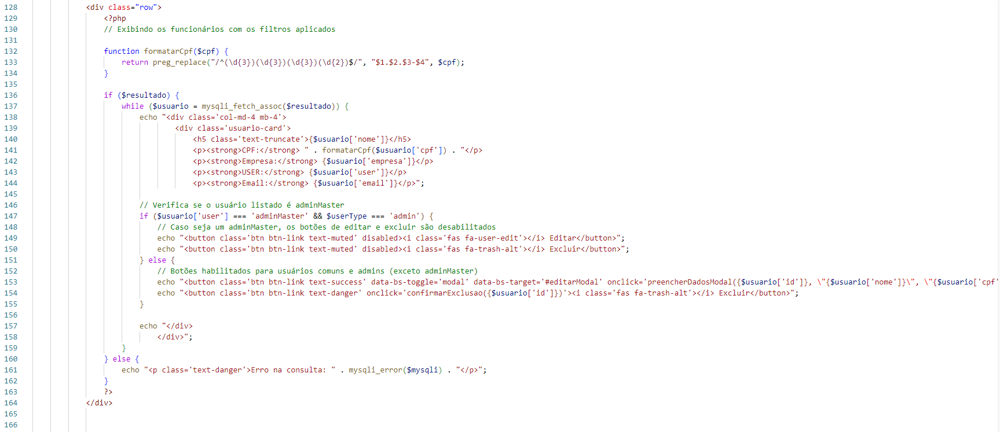 128 <div class="row">
129 <?php
130 // Exibindo os funcionários com os filtros aplicados
131
132 function formatarCpf($cpf) {
133 return preg_replace("/^(\d{3})(\d{3})(\d{3})(\d{2})$/", "$1.$2.$3-$4", $cpf);
134 }
135
136 if ($resultado) {
137 while ($usuario = mysqli_fetch_assoc($resultado)) {
138 echo "<div class='col-md-4 mb-4'>
139 <div class='usuario-card'>
140 <h5 class='text-truncate'>{$usuario['nome']}</h5>
141 <p><strong>CPF:</strong> " . formatarCpf($usuario['cpf']) . "</p>
142 <p><strong>Empresa:</strong> {$usuario['empresa']}</p>
143 <p><strong>USER:</strong> {$usuario['user']}</p>
144 <p><strong>Email:</strong> {$usuario['email']}</p>";
145
146 // Verifica se o usuário listado é adminMaster
147 if ($usuario['user'] === 'adminMaster' && $userType === 'admin') {
148 // Caso seja um adminMaster, os botões de editar e excluir são desabilitados
149 echo "<button class='btn btn-link text-muted' disabled><i class='fas fa-user-edit'></i> Editar</button>";
150 echo "<button class='btn btn-link text-muted' disabled><i class='fas fa-trash-alt'></i> Excluir</button>";
151 } else {
152 // Botões habilitados para usuários comuns e admins (exceto adminMaster)
153 echo "<button class='btn btn-link text-success' data-bs-toggle='modal' data-bs-target='#editarModal' onclick='preencherDadosModal({$usuario['id']}, \"{$usuario['nome']}\", \"{$usuario['cpf'
154 echo "<button class='btn btn-link text-danger' onclick='confirmarExclusao({$usuario['id']})'><i class='fas fa-trash-alt'></i> Excluir</button>";
155 }
156
157 echo "</div>
158 </div>";
159 }
160 } else {
161 echo "<p class='text-danger'>Erro na consulta: " . mysqli_error($mysqli) . "</p>";
162 }
163 ?>
164 </div>
165
166